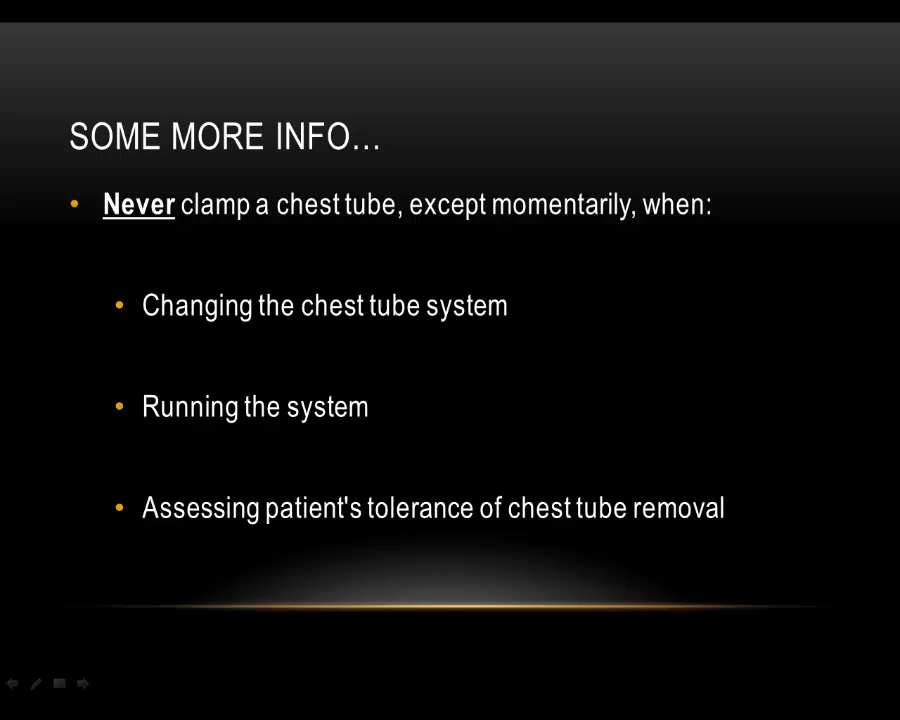 SOME MORE INFO...
• Never clamp a chest tube, except momentarily, when:
• Changing the chest tube system
• Running the system
• Assessing patient's tolerance of chest tube removal